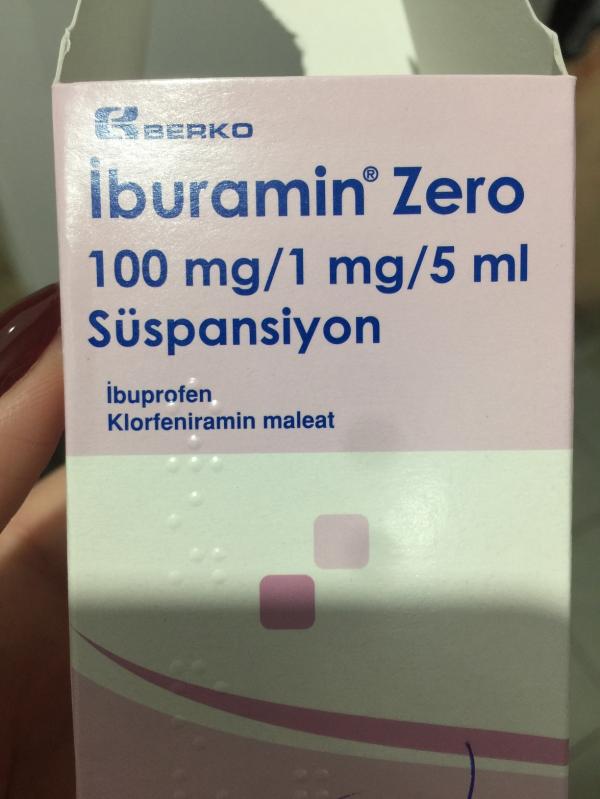 BERKO
İburamin® Zero
100 mg/1 mg/5 ml
Süspansiyon
İbuprofen
Klorfeniramin maleat